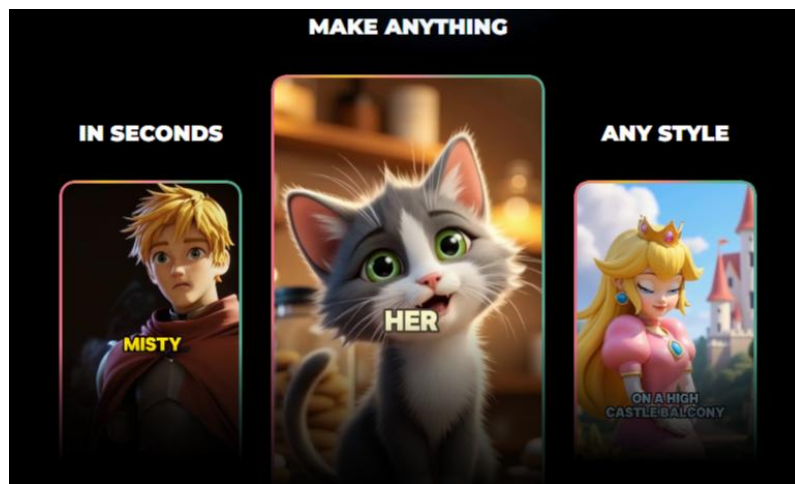 MAKE ANYTHING
IN SECONDS
ANY STYLE
HER
MISTY
ON A HIGH
CASTLE BALCONY